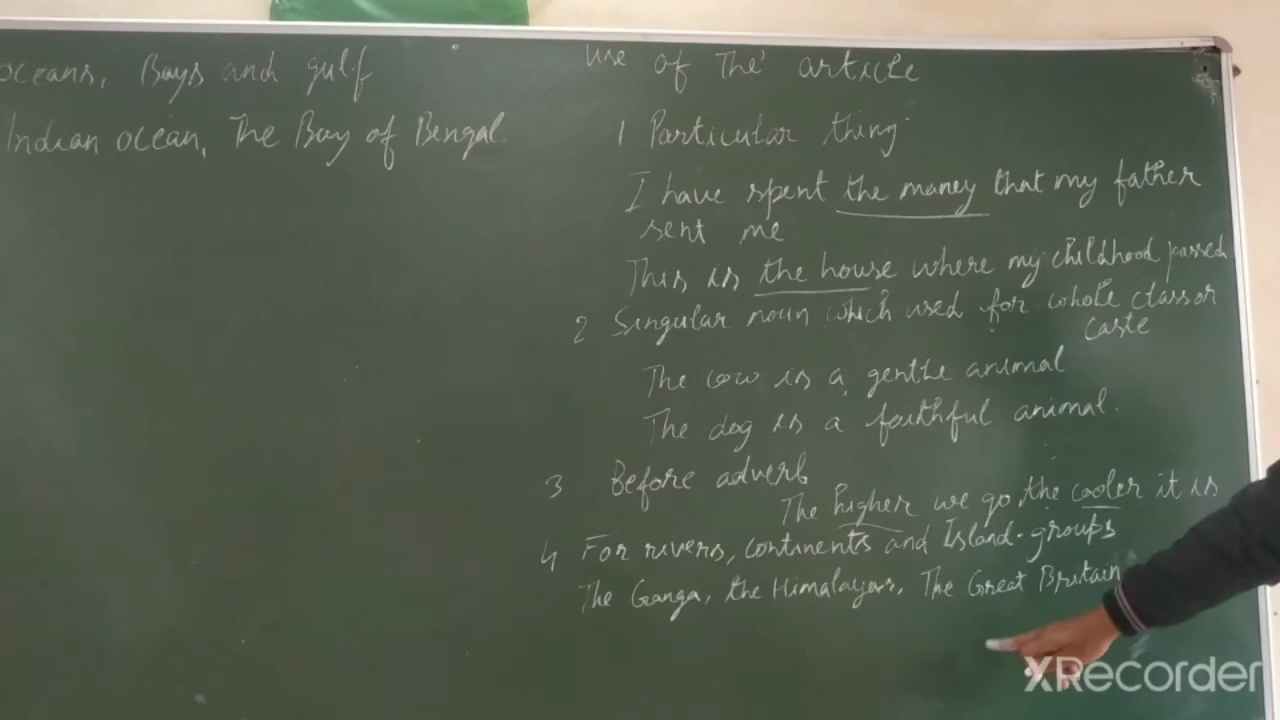 oceans, Bays and gulf
Indian ocean, The Bay of Bengal.
Use of 'The' article
1 Particular thing
I have spent the maney that my father
sent me
This is the house where my childhood passed
2 Singular noun which used for whole class or
caste
The cow is a gentle animal
The dog is a faithful animal.
3 Before adverb
The higher we go, the cooler it is
4 For rivers, continents and Island-groups
The Ganga, the Himalayas, The Great Britain
XRecorder